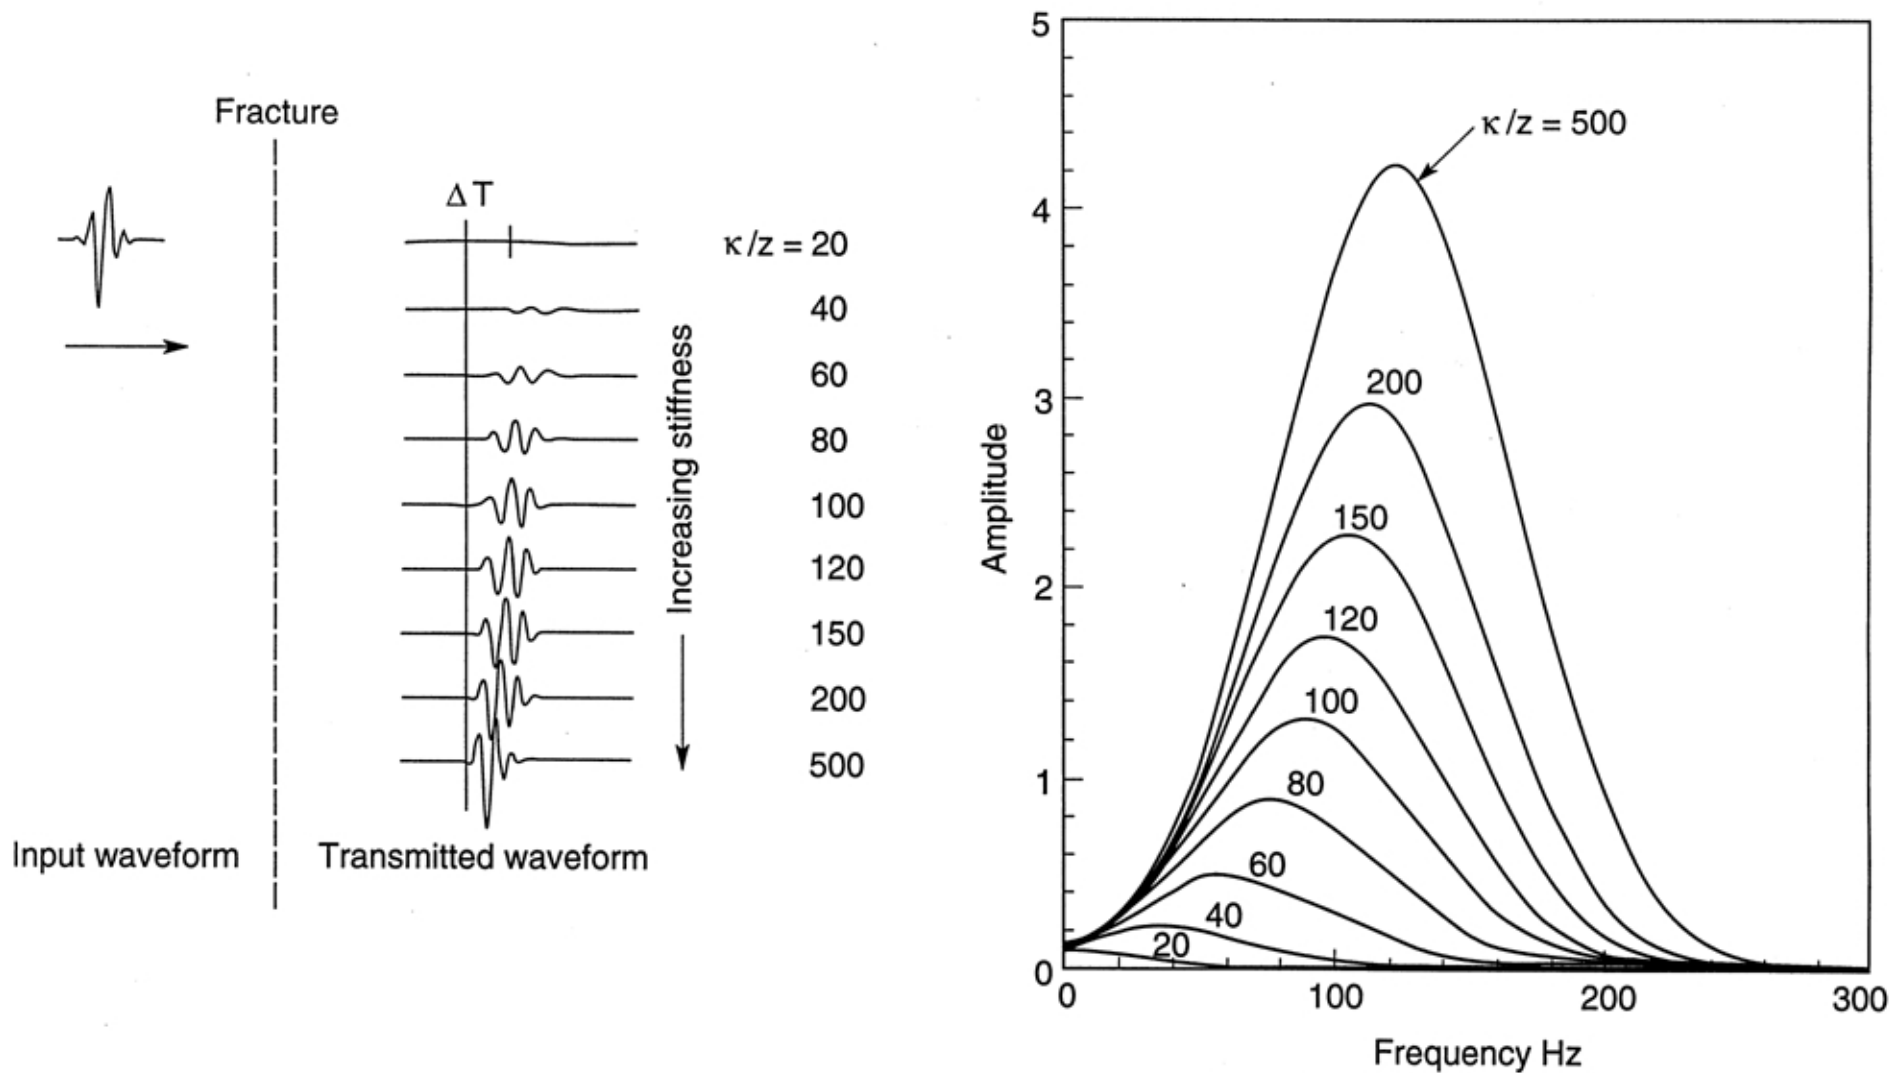 Fracture
Δ T
κ/z = 20
40
60
80
100
120
150
200
500
Increasing stiffness
Input waveform
Transmitted waveform
5
4
3
2
1
0
Amplitude
κ/z = 500
200
150
120
100
80
60
40
20
0
100
200
300
Frequency Hz